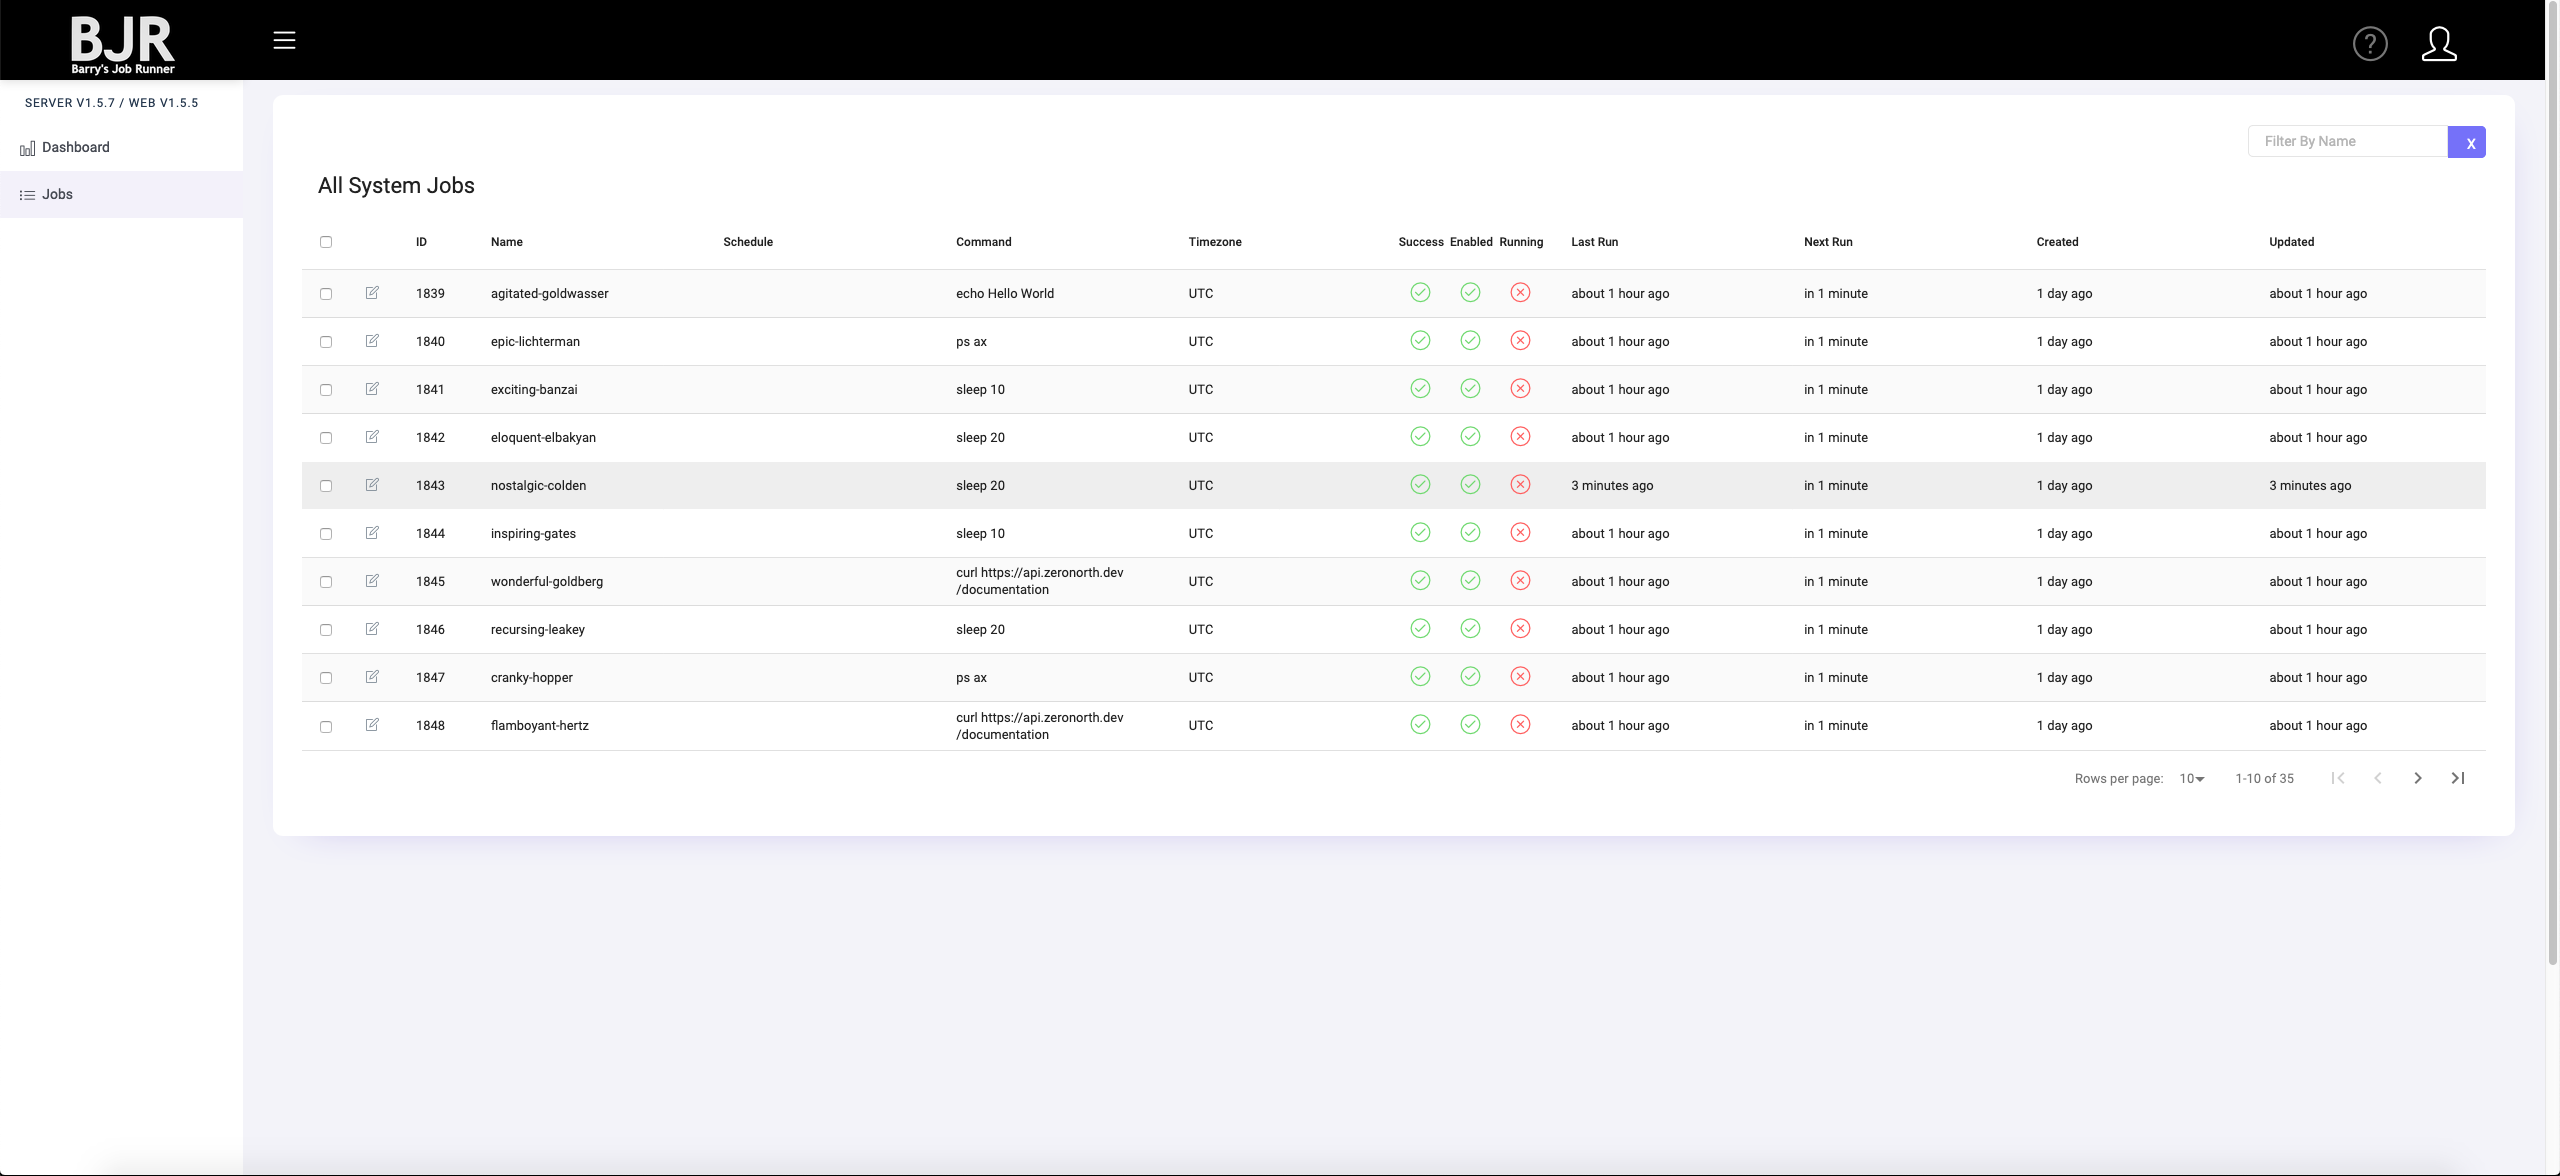 BJR
Barry's Job Runner
?
SERVER V1.5.7 / WEB V1.5.5
Dashboard
Jobs
Filter By Name
X
All System Jobs
ID Name Schedule Command Timezone Success Enabled Running Last Run Next Run Created Updated
1839 agitated-goldwasser echo Hello World UTC about 1 hour ago in 1 minute 1 day ago about 1 hour ago
1840 epic-lichterman ps ax UTC about 1 hour ago in 1 minute 1 day ago about 1 hour ago
1841 exciting-banzai sleep 10 UTC about 1 hour ago in 1 minute 1 day ago about 1 hour ago
1842 eloquent-elbakyan sleep 20 UTC about 1 hour ago in 1 minute 1 day ago about 1 hour ago
1843 nostalgic-colden sleep 20 UTC 3 minutes ago in 1 minute 1 day ago 3 minutes ago
1844 inspiring-gates sleep 10 UTC about 1 hour ago in 1 minute 1 day ago about 1 hour ago
1845 wonderful-goldberg curl https://api.zeronorth.dev
/documentation UTC about 1 hour ago in 1 minute 1 day ago about 1 hour ago
1846 recursing-leakey sleep 20 UTC about 1 hour ago in 1 minute 1 day ago about 1 hour ago
1847 cranky-hopper ps ax UTC about 1 hour ago in 1 minute 1 day ago about 1 hour ago
1848 flamboyant-hertz curl https://api.zeronorth.dev
/documentation UTC about 1 hour ago in 1 minute 1 day ago about 1 hour ago
Rows per page: 10 1-10 of 35